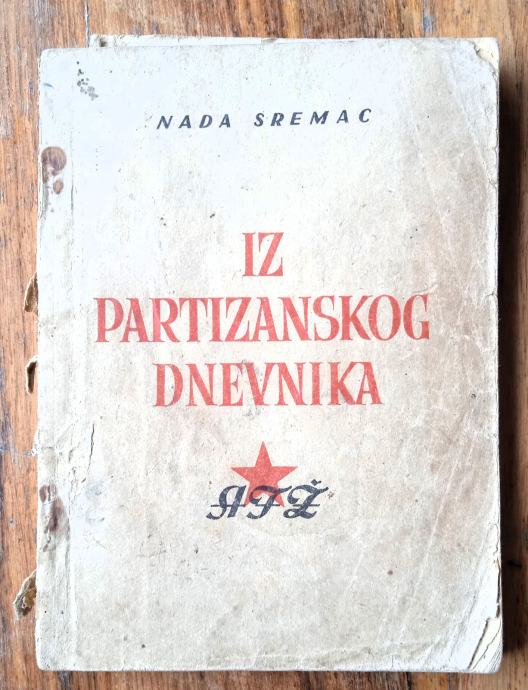 NADA SREMAC
IZ
PARTIZANSKOG
DNEVNIKA
AFŽ